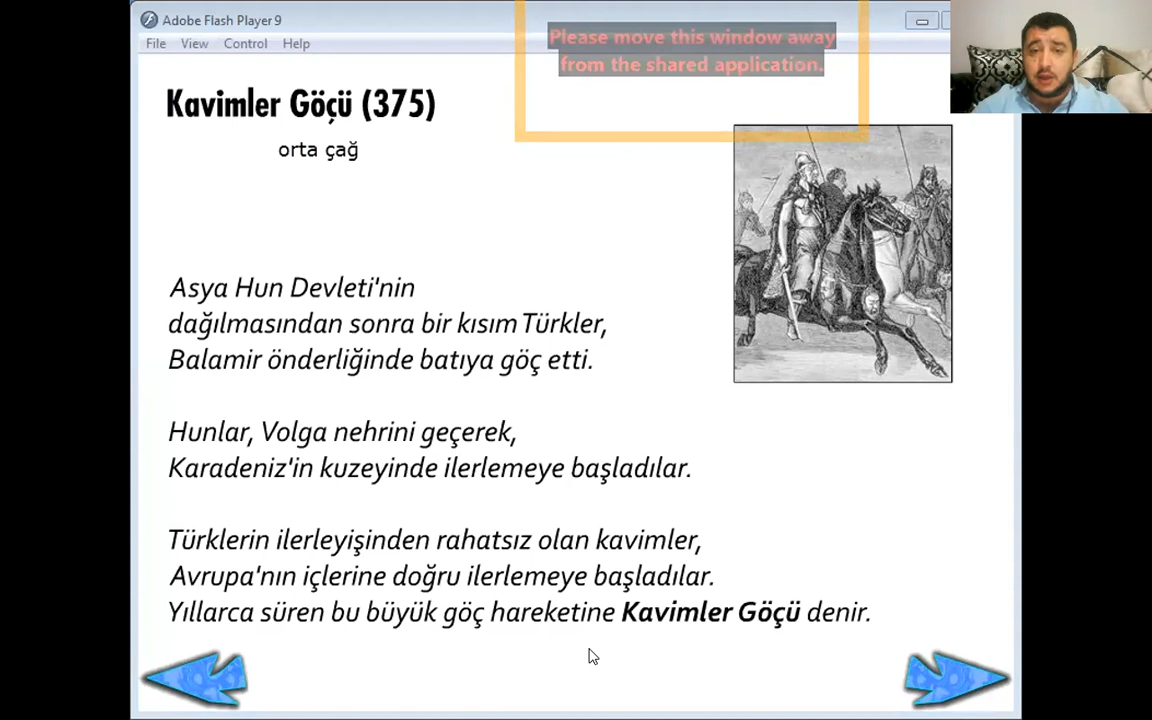 Adobe Flash Player 9
File View Control Help
Please move this window away
from the shared application.
Kavimler Göçü (375)
orta çağ
Asya Hun Devleti'nin
dağılmasından sonra bir kısım Türkler,
Balamir önderliğinde batıya göç etti.
Hunlar, Volga nehrini geçerek,
Karadeniz'in kuzeyinde ilerlemeye başladılar.
Türklerin ilerleyişinden rahatsız olan kavimler,
Avrupa'nın içlerine doğru ilerlemeye başladılar.
Yıllarca süren bu büyük göç hareketine Kavimler Göçü denir.